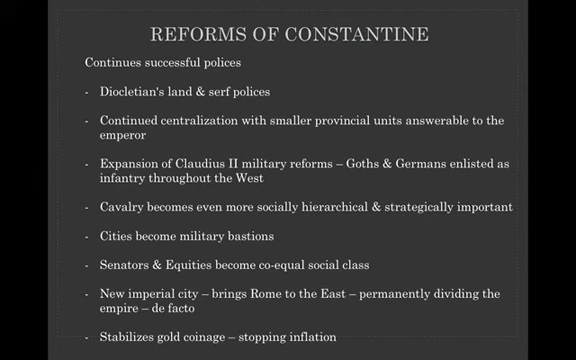 REFORMS OF CONSTANTINE
Continues successful polices
- Diocletian's land & serf polices
- Continued centralization with smaller provincial units answerable to the
emperor
- Expansion of Claudius II military reforms – Goths & Germans enlisted as
infantry throughout the West
- Cavalry becomes even more socially hierarchical & strategically important
- Cities become military bastions
- Senators & Equities become co-equal social class
- New imperial city – brings Rome to the East – permanently dividing the
empire – de facto
- Stabilizes gold coinage – stopping inflation